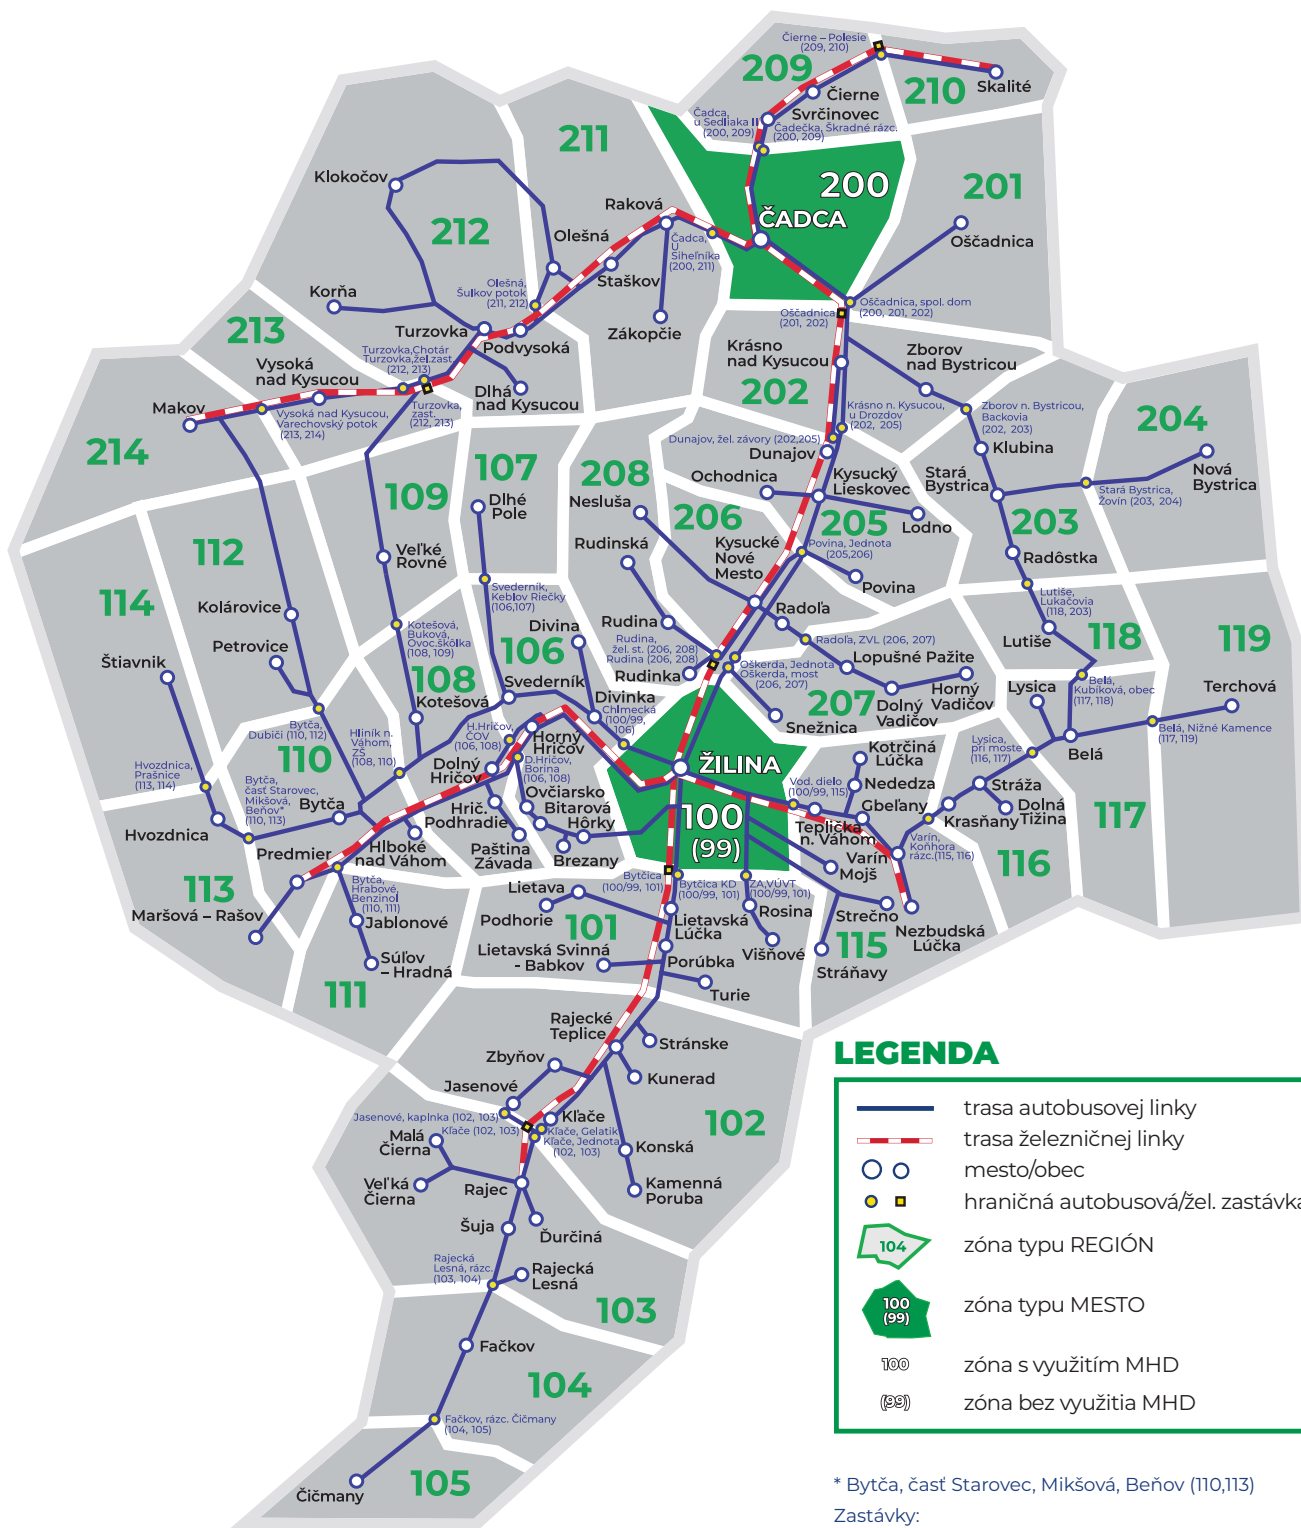 Čierne – Polesie
(209, 210)
209
Skalité
210
Čierne
Svrčinovec
Čadca,
u Sedliaka II
(200, 209)
Čadečka, Škradné rázc.
(200, 209)
211
200
ČADCA
201
Oščadnica
Klokočov
212
Raková
Olešná
Čadca,
U
Siheľníka
(200, 211)
Staškov
Olešná,
Šulkov potok
(211, 212)
Korňa
Zákopčie
Oščadnica, spol. dom
(200, 201, 202)
Oščadnica
(201, 202)
213
Turzovka
Podvysoká
Turzovka,Chotár
Turzovka,žel.zast.
(212, 213)
Vysoká
nad Kysucou
Dlhá
nad Kysucou
Krásno
nad Kysucou
202
Zborov
nad Bystricou
Makov
214
Vysoká nad Kysucou,
Varechovský potok
(213, 214)
Turzovka,
zast.
(212, 213)
Krásno n. Kysucou,
u Drozdov
(202, 205)
Zborov n. Bystricou,
Backovia
(202, 203)
204
Dunajov, žel. závory (202,205)
Dunajov
Klubina
107
208
Ochodnica
Kysucký
Lieskovec
Stará
Bystrica
Nová
Bystrica
Stará Bystrica,
Žovín (203, 204)
109
Dlhé
Pole
Nesluša
206
205
Lodno
203
Povina, Jednota
(205,206)
112
Veľké
Rovné
Rudinská
Kysucké
Nové
Mesto
Radôstka
Povina
114
Svederník,
Keblov Riečky
(106,107)
Lutiše,
Lukačovia
(118, 203)
Kolárovice
Kotešová,
Buková,
Ovoc.škôlka
(108, 109)
Divina
Rudina
Radoľa
Lutiše
118
119
Petrovice
106
Rudina,
žel. st. (206, 208)
Rudina (206, 208)
Radoľa, ZVL (206, 207)
Štiavnik
Rudinka
Oškerda, Jednota
Oškerda, most
(206, 207)
Lopušné Pažite
Belá,
Kubíková, obec
(117, 118)
108
Svederník
Kotešová
Divinka
Lysica
Terchová
207
Dolný
Vadičov
Horný
Vadičov
Chlmecká
(100/99,
106)
Snežnica
Bytča,
Dubiči (110, 112)
110
Hliník n.
Váhom,
ZŠ
(108, 110)
H.Hričov,
ČOV
(106, 108)
Horný
Hričov
Belá, Nižné Kamence
(117, 119)
Belá
Lysica,
pri moste
(116, 117)
Kotrčiná
Lúčka
D.Hričov,
Borina
(106, 108)
ŽILINA
Hvozdnica,
Prašnice
(113, 114)
Dolný
Hričov
Vod. dielo
(100/99, 115)
Nededza
Stráža
Bytča,
časť Starovec,
Mikšová,
Beňov*
(110, 113)
Bytča
Ovčiarsko
Bitarová
Hôrky
Gbeľany
Dolná
Tižina
Krasňany
117
100
(99)
Hvozdnica
Hrič.
Podhradie
Teplička
n. Váhom
Varín,
Koňhora
rázc.(115, 116)
Predmier
Hlboké
nad Váhom
Paština
Závada
Brezany
Varín
Mojš
116
113
Bytča,
Hrabové,
Benzinol
(110, 111)
Lietava
Bytčica
(100/99, 101)
Bytčica KD
(100/99, 101)
ZA,VÚVT
(100/99, 101)
Maršová – Rašov
Jablonové
Podhorie
101
Lietavská
Lúčka
Rosina
Strečno
Nezbudská
Lúčka
Súľov
– Hradná
Lietavská Svinná
- Babkov
Porúbka
Višňové
115
Stráňavy
111
Turie
Rajecké
Teplice
Stránske
Zbyňov
Kunerad
Jasenové
102
Jasenové, kaplnka (102, 103)
Kľače
Kľače (102, 103)
Kľače, Gelatik
Kľače, Jednota
(102, 103)
Malá
Čierna
Konská
Veľká
Čierna
Rajec
Kamenná
Poruba
Šuja
Ďurčiná
Rajecká
Lesná, rázc.
(103, 104)
Rajecká
Lesná
103
Fačkov
104
Fačkov, rázc. Čičmany
(104, 105)
105
Čičmany
LEGENDA
trasa autobusovej linky
trasa železničnej linky
mesto/obec
hraničná autobusová/žel. zastávka
104
zóna typu REGIÓN
100
(99)
zóna typu MESTO
100
zóna s využitím MHD
(99)
zóna bez využitia MHD
* Bytča, časť Starovec, Mikšová, Beňov (110,113)
Zastávky: